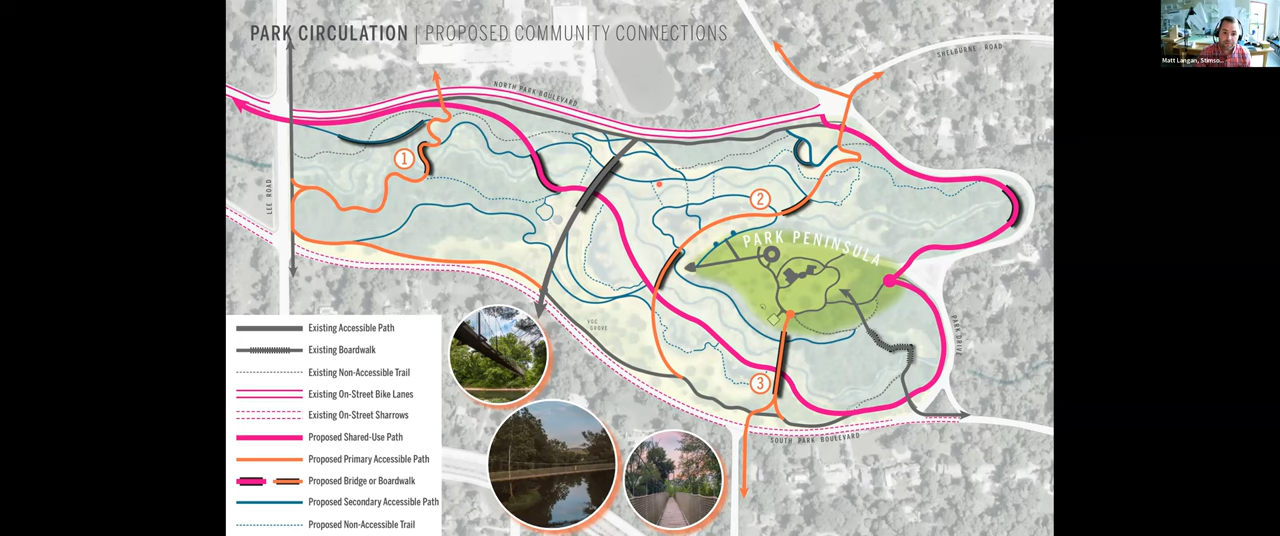 PARK CIRCULATION | PROPOSED COMMUNITY CONNECTIONS
Matt Langan, Stimso...
SHELBURNE ROAD
NORTH PARK BOULEVARD
1
LEE ROAD
2
PARK PENINSULA
GROVE
PARK DRIVE
3
SOUTH PARK BOULEVARD
Existing Accessible Path
Existing Boardwalk
Existing Non-Accessible Trail
Existing On-Street Bike Lanes
Existing On-Street Sharrows
Proposed Shared-Use Path
Proposed Primary Accessible Path
Proposed Bridge or Boardwalk
Proposed Secondary Accessible Path
Proposed Non-Accessible Trail